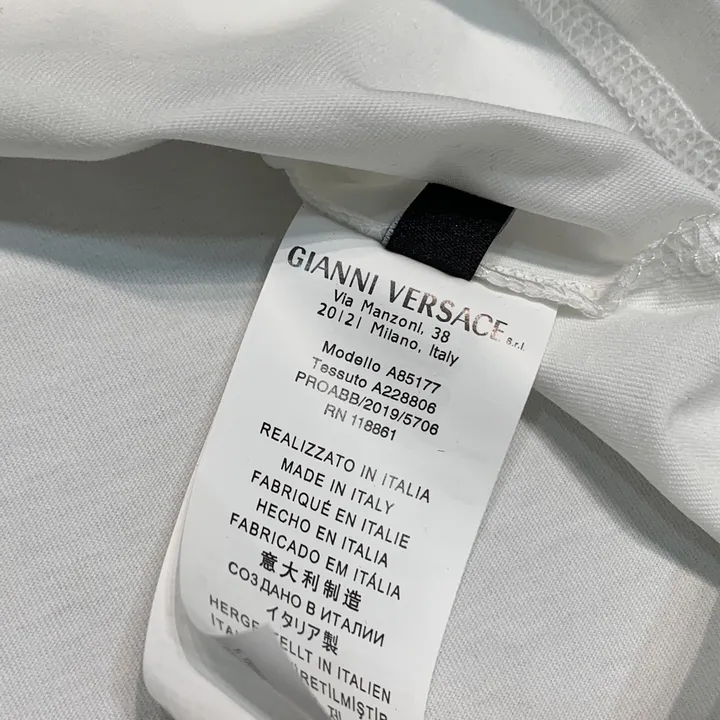 GIANNI VERSACE s.r.l.
Via Manzoni, 38
20121 Milano, Italy
Modello A85177
Tessuto A228806
PROABB/2019/5706
RN 118861
REALIZZATO IN ITALIA
MADE IN ITALY
FABRIQUÉ EN ITALIE
HECHO EN ITALIA
FABRICADO EM ITÁLIA
意大利制造
СОЗДАНО В ИТАЛИИ
イタリア製
IN ITALIEN